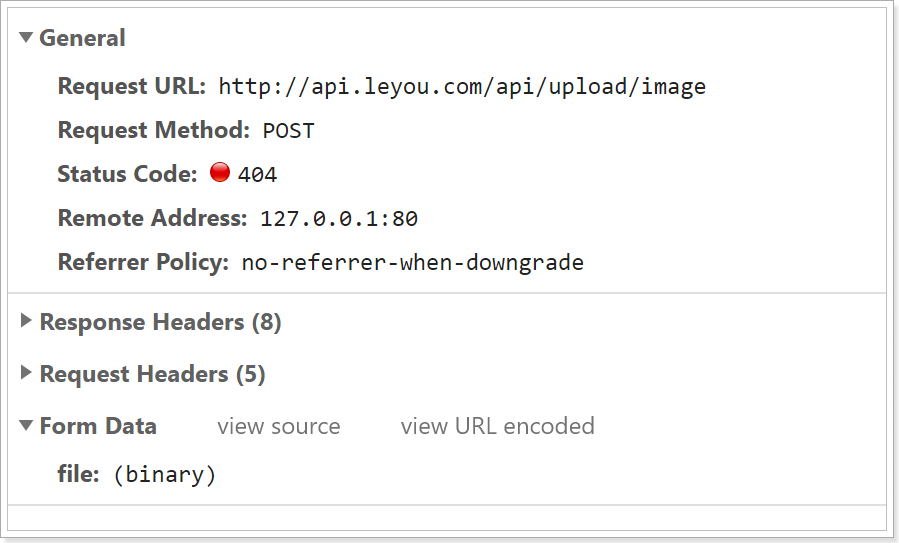 General
Request URL: http://api.leyou.com/api/upload/image
Request Method: POST
Status Code: 404
Remote Address: 127.0.0.1:80
Referrer Policy: no-referrer-when-downgrade
Response Headers (8)
Request Headers (5)
Form Data view source view URL encoded
file: (binary)